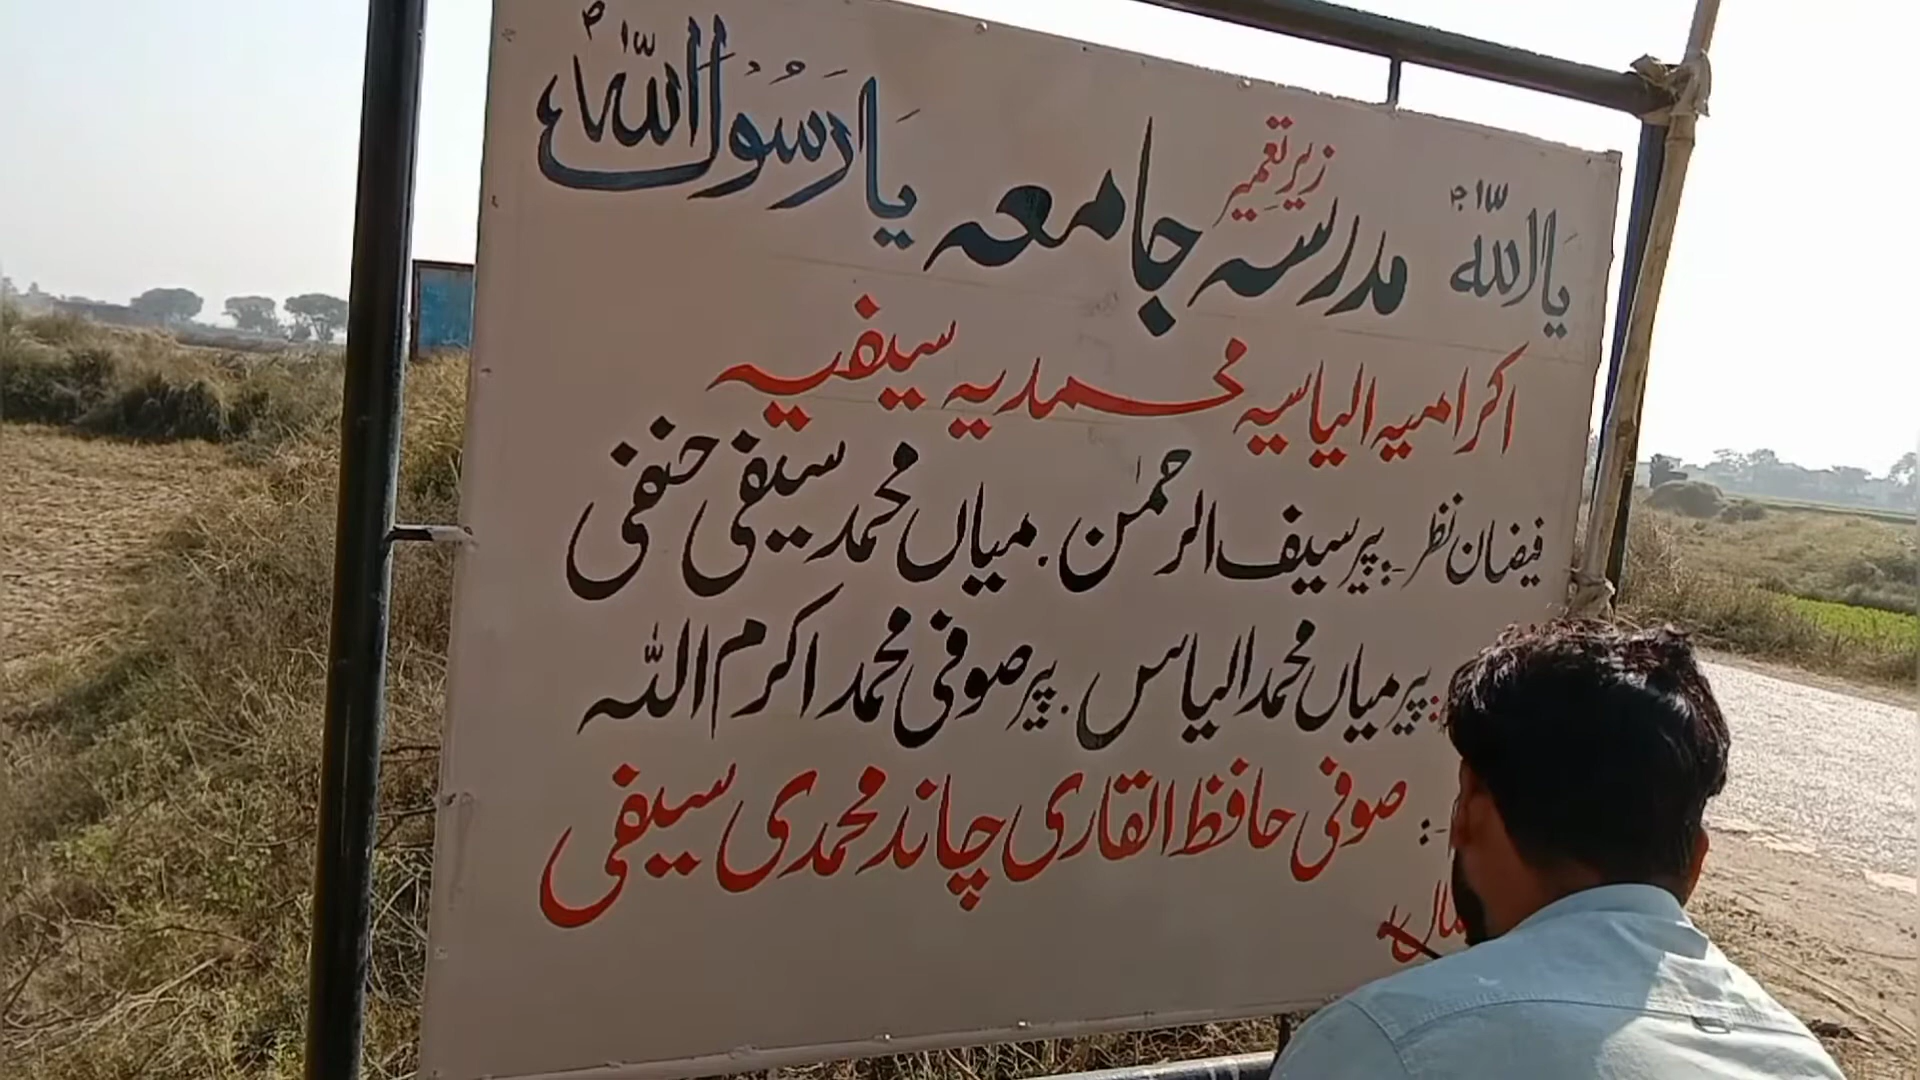 یا اللہ زیر تعمیر یا رسول اللہ
مدرسہ جامعہ
اکرامیہ الیاسیہ محمدیہ سیفیہ
فیضان نظر :۔ پیر سیف الرحمٰن . میاں محمد سیفی حنفی
: پیر میاں محمد الیاس . پیر صوفی محمد اکرم اللہ
:۔ صوفی حافظ القاری چاند محمدی سیفی